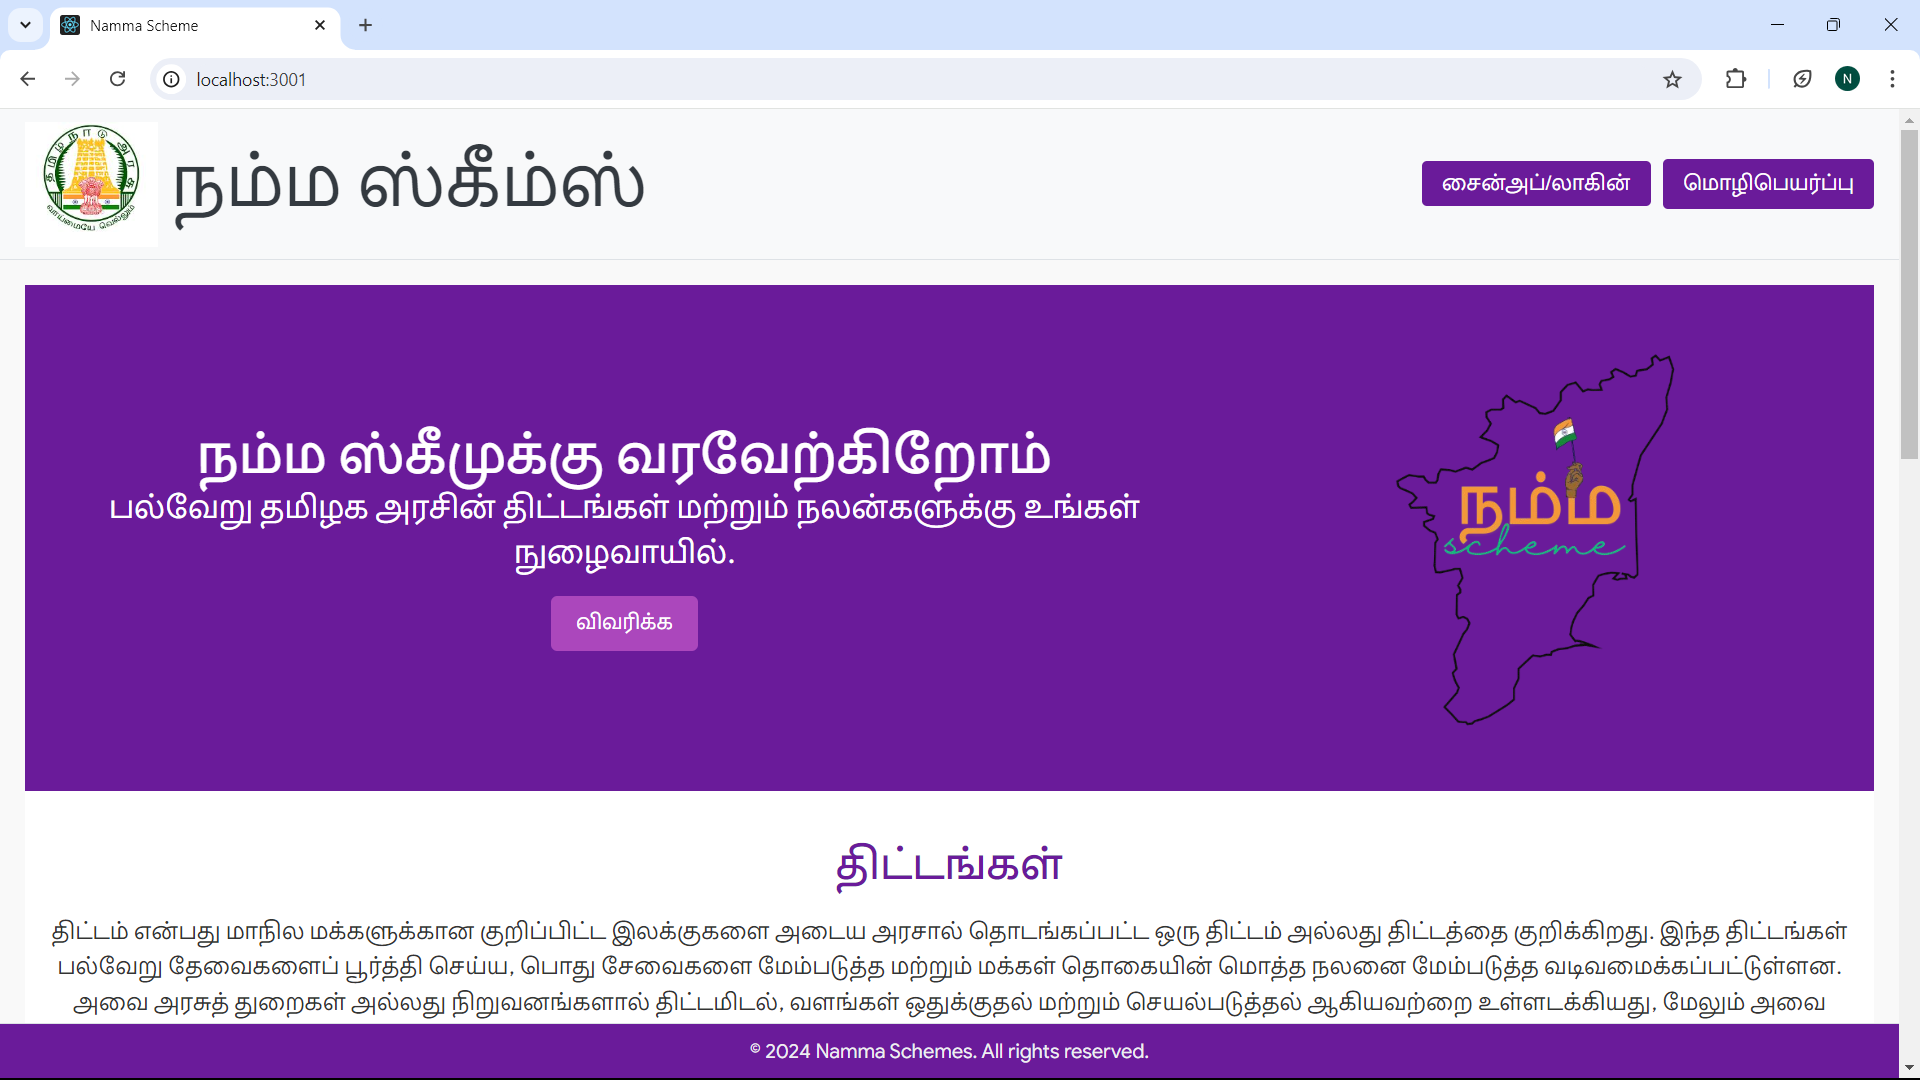 Namma Scheme
localhost:3001
N
தமிழ்நாடு அரசு
வாய்மையே வெல்லும்
நம்ம ஸ்கீம்ஸ்
சைன்அப்/லாகின்
மொழிபெயர்ப்பு
நம்ம ஸ்கீமுக்கு வரவேற்கிறோம்
பல்வேறு தமிழக அரசின் திட்டங்கள் மற்றும் நலன்களுக்கு உங்கள்
நுழைவாயில்.
விவரிக்க
நம்ம
scheme
திட்டங்கள்
திட்டம் என்பது மாநில மக்களுக்கான குறிப்பிட்ட இலக்குகளை அடைய அரசால் தொடங்கப்பட்ட ஒரு திட்டம் அல்லது திட்டத்தை குறிக்கிறது. இந்த திட்டங்கள்
பல்வேறு தேவைகளைப் பூர்த்தி செய்ய, பொது சேவைகளை மேம்படுத்த மற்றும் மக்கள் தொகையின் மொத்த நலனை மேம்படுத்த வடிவமைக்கப்பட்டுள்ளன.
அவை அரசுத் துறைகள் அல்லது நிறுவனங்களால் திட்டமிடல், வளங்கள் ஒதுக்குதல் மற்றும் செயல்படுத்தல் ஆகியவற்றை உள்ளடக்கியது, மேலும் அவை
© 2024 Namma Schemes. All rights reserved.